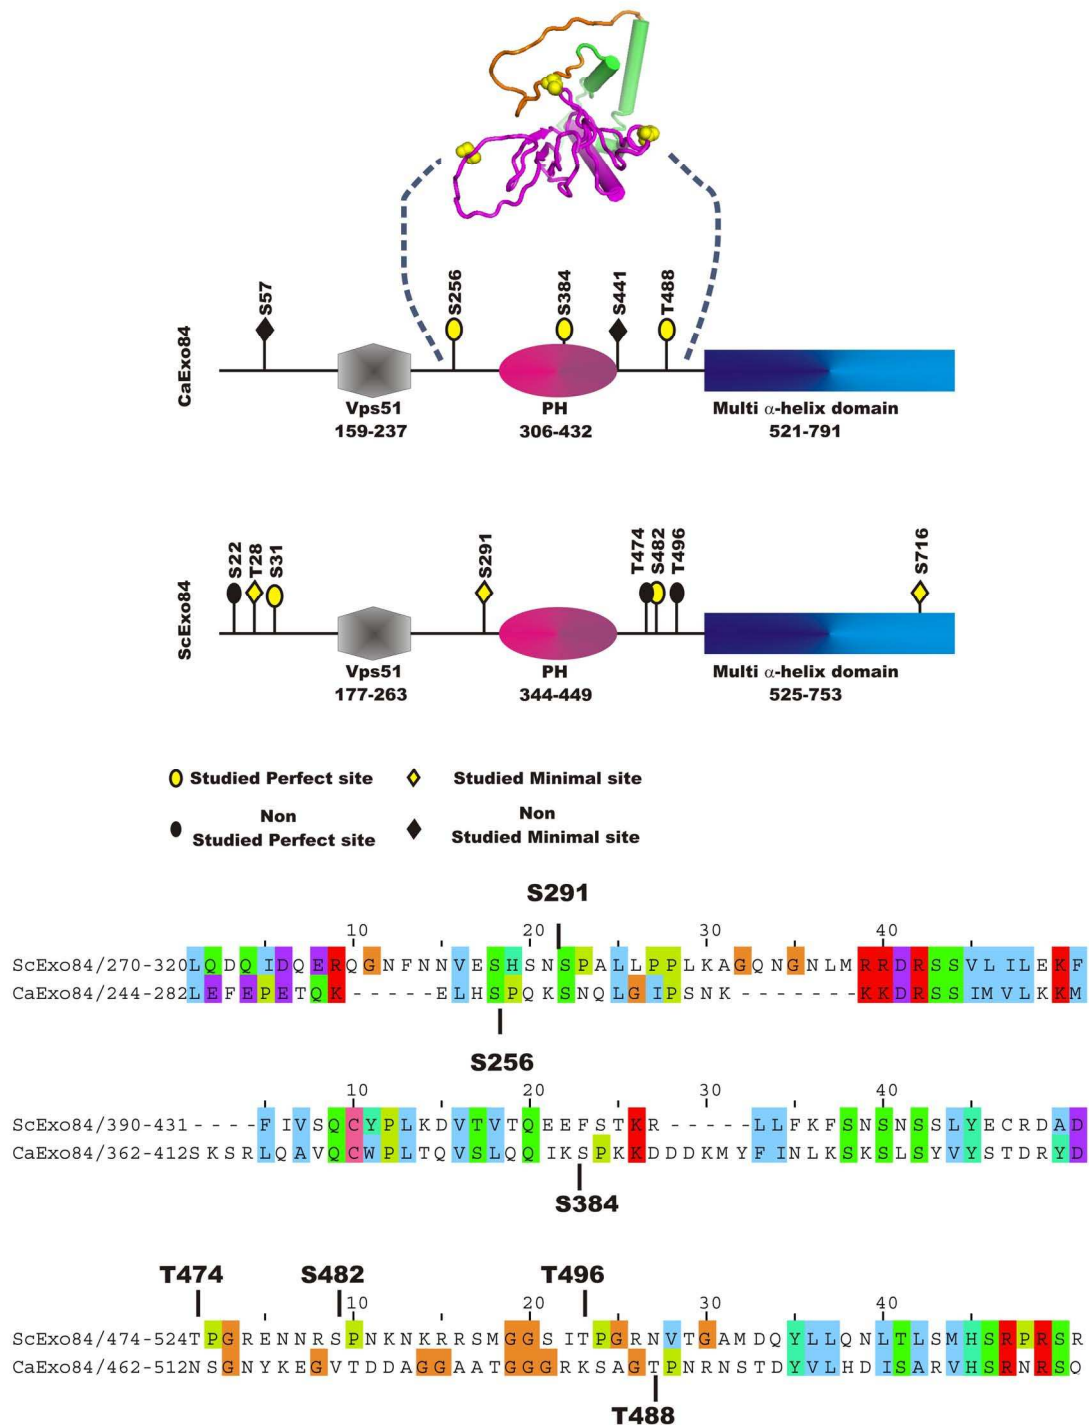 S57
S256
S384
S441
T488
CaExo84
Vps51
159-237
PH
306-432
Multi α-helix domain
521-791
S22
T28
S31
S291
T474
S482
T496
S716
ScExo84
Vps51
177-263
PH
344-449
Multi α-helix domain
525-753
Studied Perfect site
Studied Minimal site
Non
Studied Perfect site
Non
Studied Minimal site
S291
10 20 30 40
ScExo84/270-320LQDQIDQERQGNFNNVESHSNSPALLPPLKAGQNGNLMRRDRSSVLILEKF
CaExo84/244-282LEFEPETQK-----ELHSPQKSNQLGIPSNK-------KKDRSSIMVLKKM
S256
10 20 30 40
ScExo84/390-431----FIVSQCYPLKDVTVTQEEFSTKR-----LLFKFSNSNSSLYECRDAD
CaExo84/362-412SKSRLQAVQCWPLTQVSLQQIKSPKKDDDKMYFINLKSKSLSYVYSTDRYD
S384
T474 S482 T496
10 20 30 40
ScExo84/474-524TPGRENNRSPNKNKRRSMGGSITPGRNVTGAMDQYLLQNLTLSMHSRPRSR
CaExo84/462-512NSGNYKEGVTDDAGGAATGGGRKSAGTPNRNSTDYVLHDISARVHSRNRSQ
T488